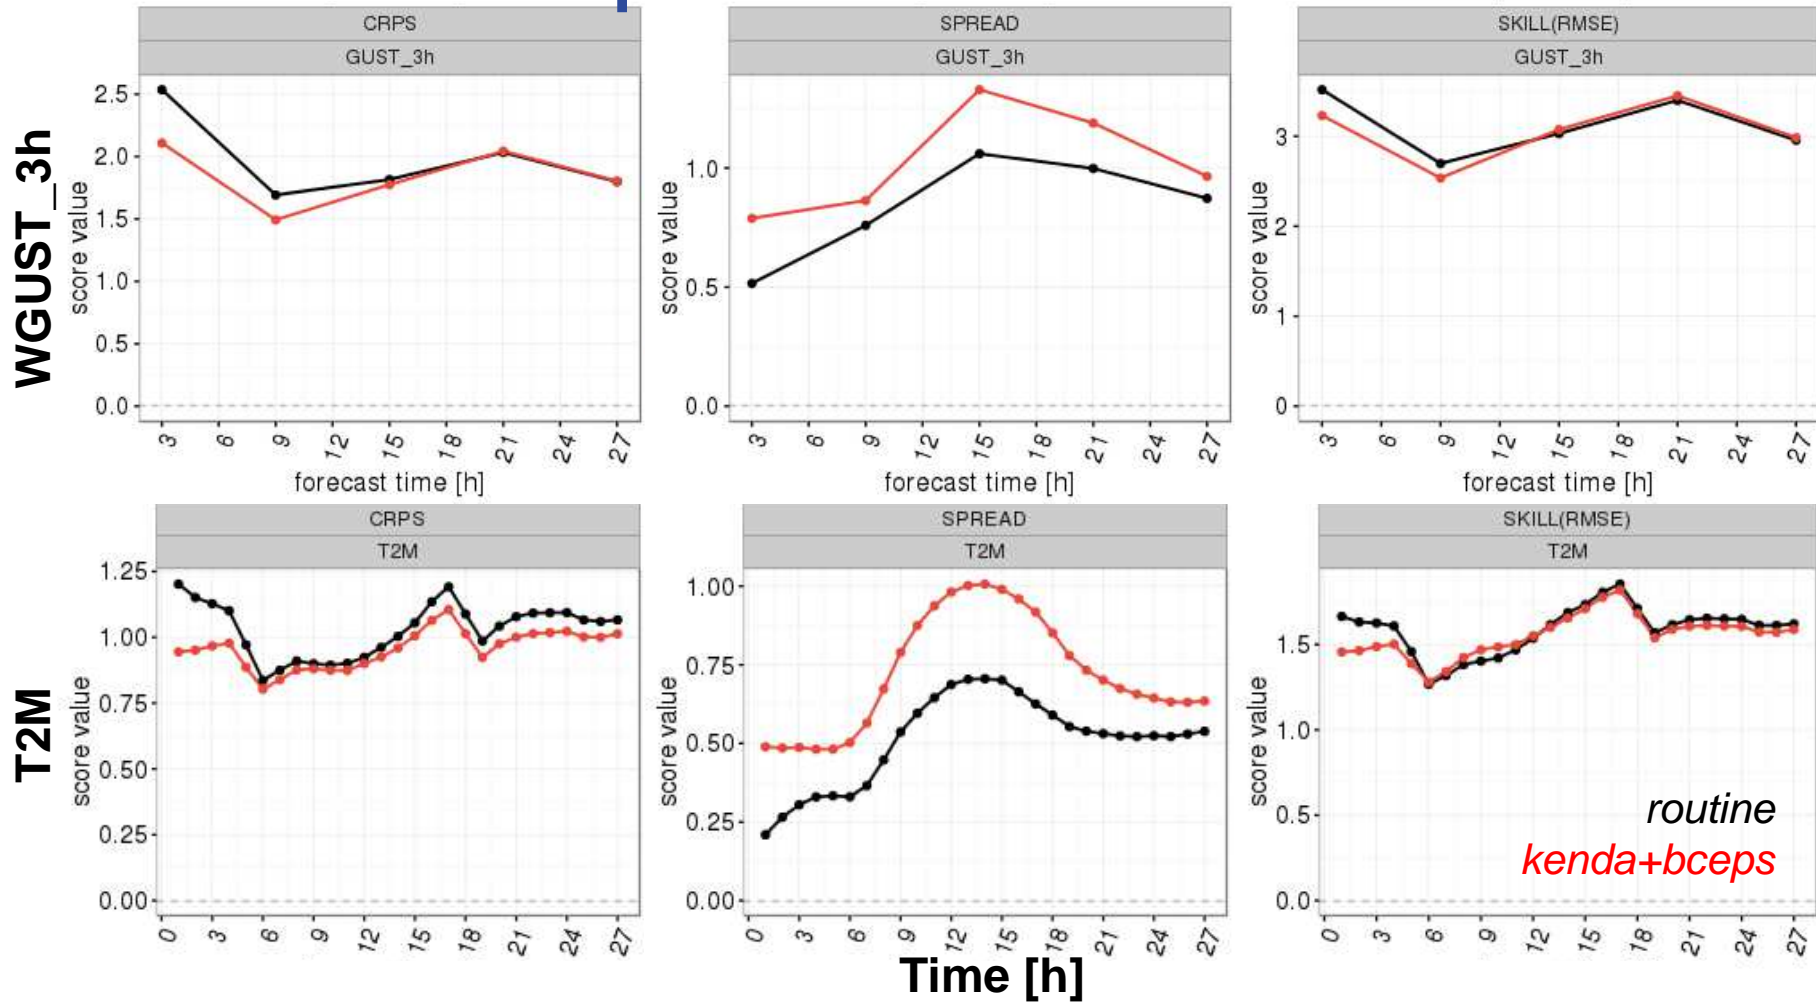 CRPS
GUST_3h
SPREAD
GUST_3h
SKILL(RMSE)
GUST_3h
WGUST_3h
score value
2.5
2.0
1.5
1.0
0.5
0.0
3 6 9 12 15 18 21 24 27
forecast time [h]
score value
1.0
0.5
0.0
3 6 9 12 15 18 21 24 27
forecast time [h]
score value
3
2
1
0
3 6 9 12 15 18 21 24 27
forecast time [h]
CRPS
T2M
SPREAD
T2M
SKILL(RMSE)
T2M
T2M
score value
1.25
1.00
0.75
0.50
0.25
0.00
0 3 6 9 12 15 18 21 24 27
score value
1.00
0.75
0.50
0.25
0.00
0 3 6 9 12 15 18 21 24 27
score value
1.5
1.0
0.5
0.0
0 3 6 9 12 15 18 21 24 27
routine
kenda+bceps
Time [h]